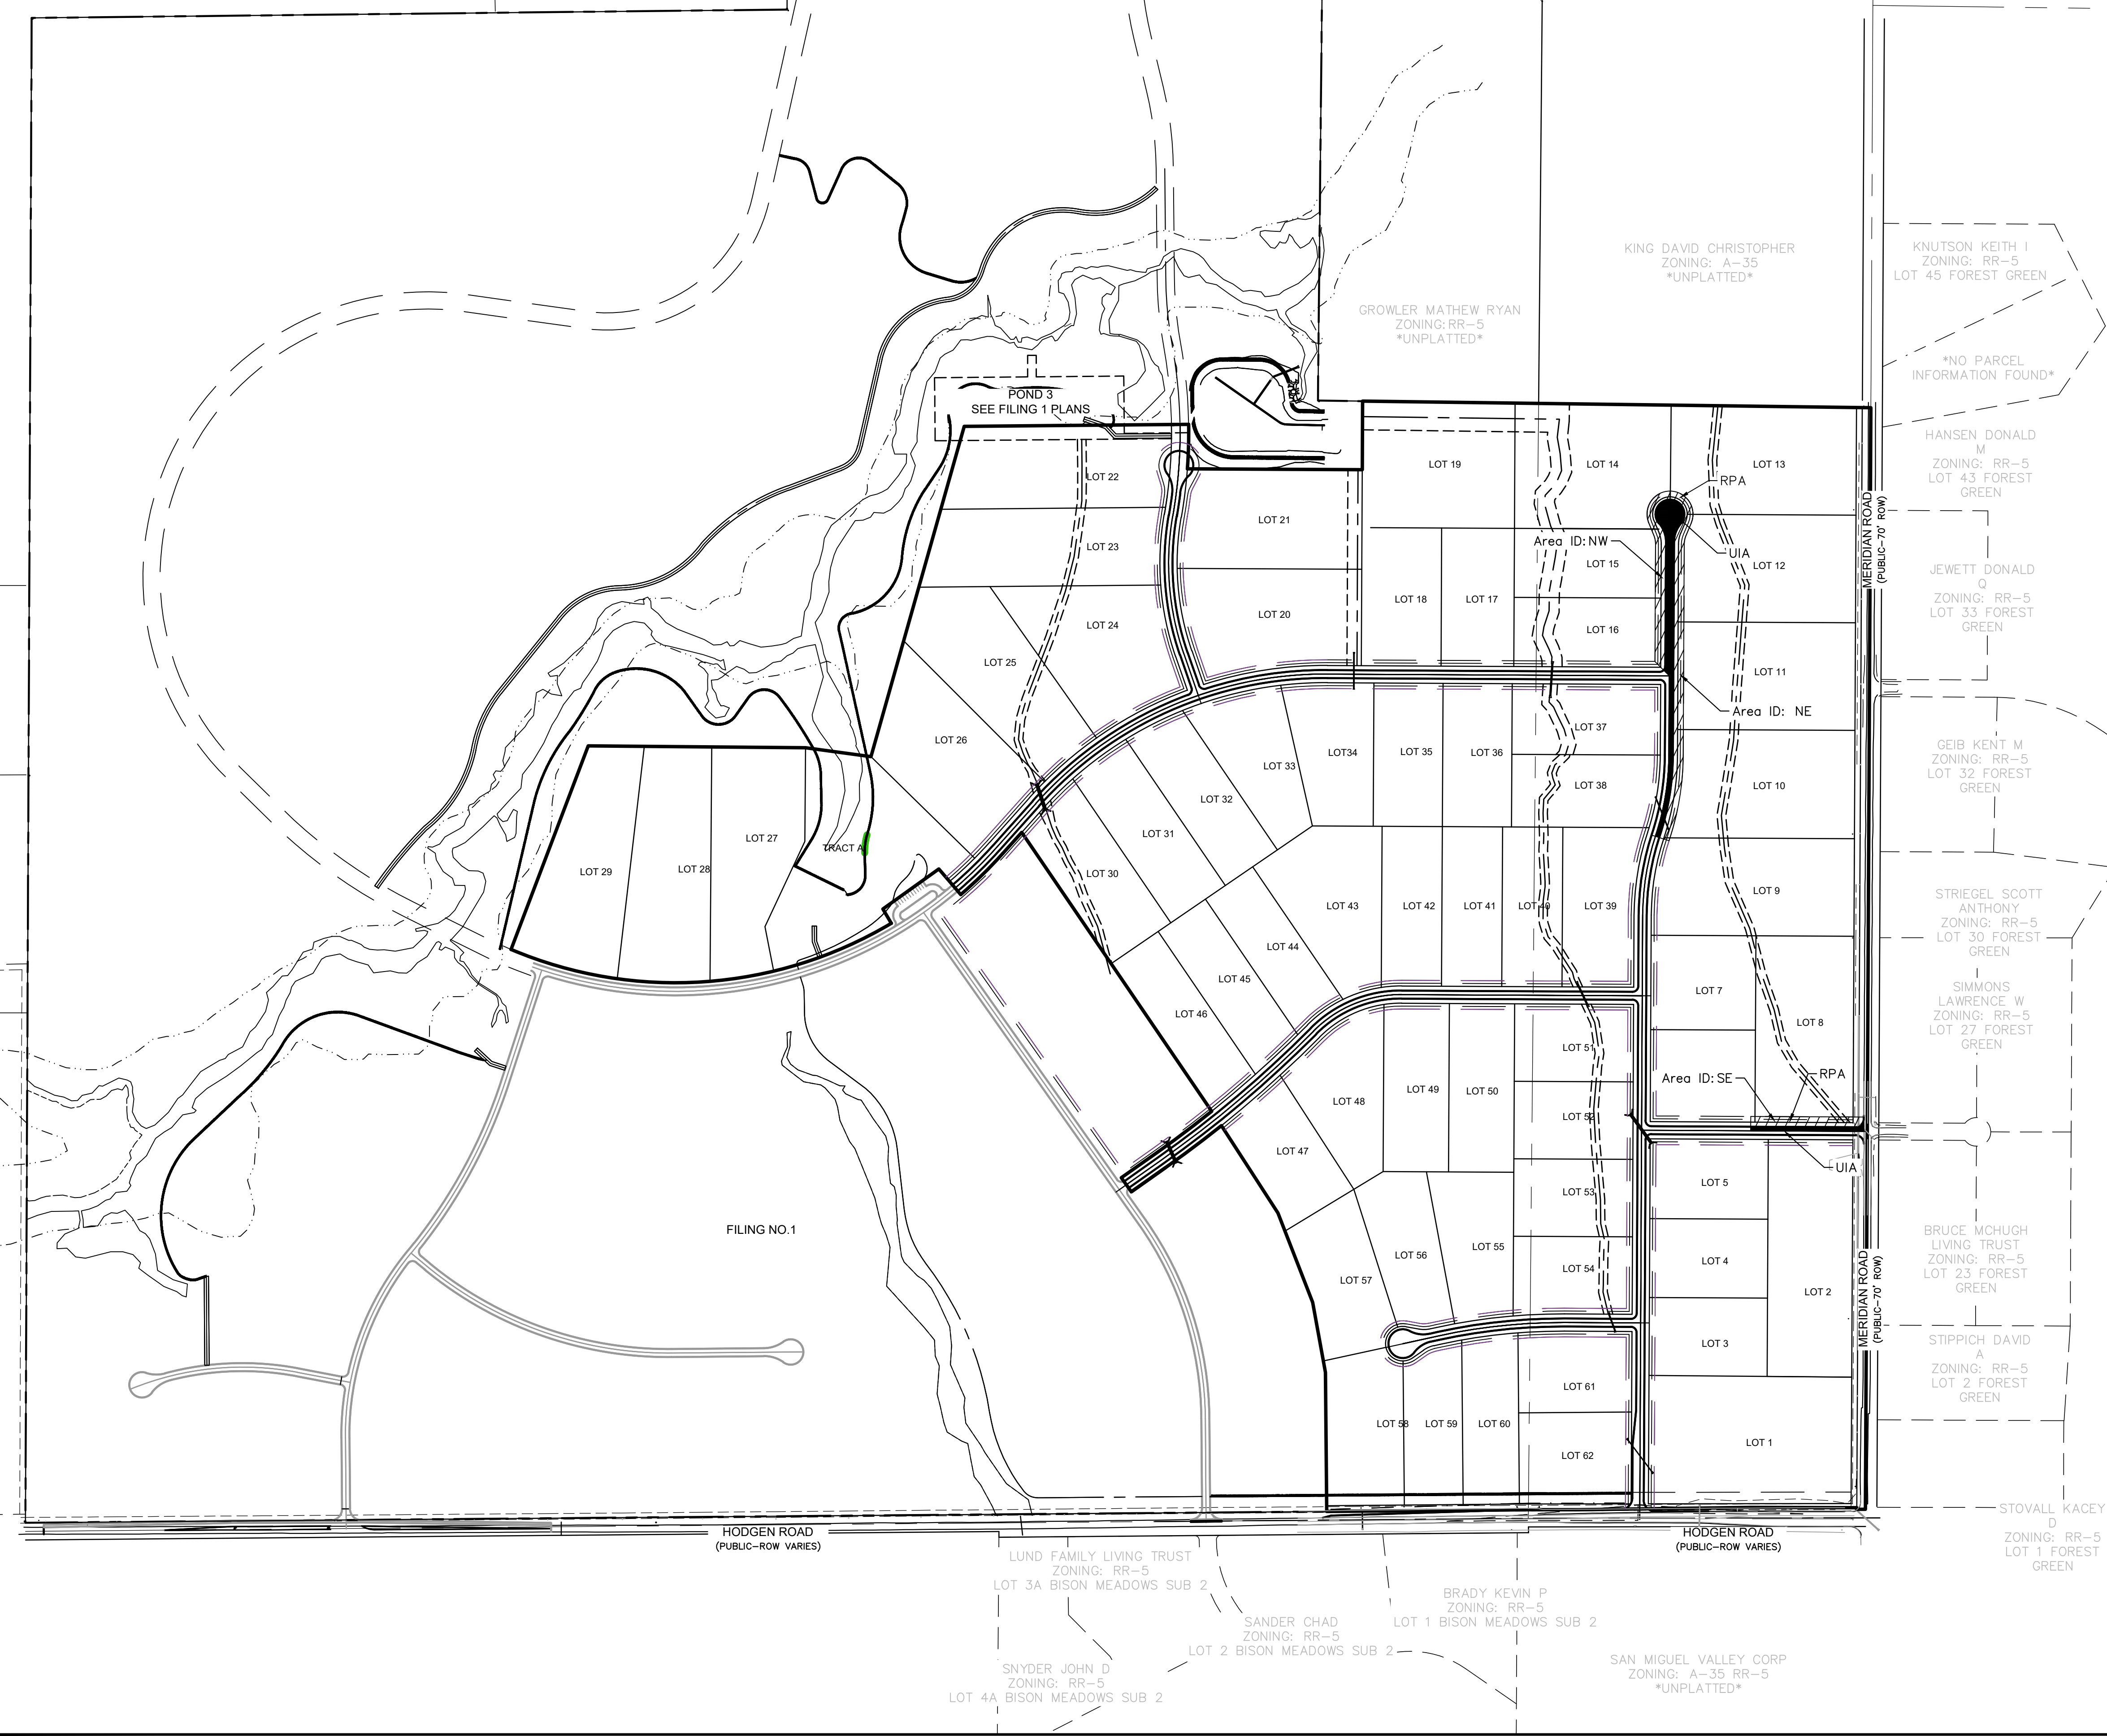 KING DAVID CHRISTOPHER
ZONING: A-35
*UNPLATTED*
KNUTSON KEITH I
ZONING: RR-5
LOT 45 FOREST GREEN
GROWLER MATHEW RYAN
ZONING: RR-5
*UNPLATTED*
*NO PARCEL
INFORMATION FOUND*
POND 3
SEE FILING 1 PLANS
HANSEN DONALD
M
ZONING: RR-5
LOT 43 FOREST
GREEN
LOT 22
LOT 19
LOT 14
LOT 13
RPA
MERIDIAN ROAD
(PUBLIC-70' ROW)
LOT 21
LOT 23
Area ID: NW
UIA
LOT 15
LOT 12
JEWETT DONALD
Q
ZONING: RR-5
LOT 33 FOREST
GREEN
LOT 18
LOT 17
LOT 20
LOT 24
LOT 16
LOT 25
LOT 11
Area ID: NE
LOT 26
LOT 33
LOT34
LOT 35
LOT 36
LOT 37
GEIB KENT M
ZONING: RR-5
LOT 32 FOREST
GREEN
LOT 32
LOT 38
LOT 10
LOT 31
LOT 27
TRACT A
LOT 29
LOT 28
LOT 30
LOT 43
LOT 42
LOT 41
LOT 40
LOT 39
LOT 9
STRIEGEL SCOTT
ANTHONY
ZONING: RR-5
LOT 30 FOREST
GREEN
LOT 44
LOT 45
LOT 46
LOT 7
LOT 8
SIMMONS
LAWRENCE W
ZONING: RR-5
LOT 27 FOREST
GREEN
LOT 51
LOT 48
LOT 49
LOT 50
Area ID: SE
RPA
LOT 52
LOT 47
UIA
LOT 53
LOT 5
FILING NO.1
LOT 56
LOT 55
LOT 54
LOT 57
LOT 4
LOT 2
MERIDIAN ROAD
(PUBLIC-70' ROW)
BRUCE MCHUGH
LIVING TRUST
ZONING: RR-5
LOT 23 FOREST
GREEN
LOT 3
STIPPICH DAVID
A
ZONING: RR-5
LOT 2 FOREST
GREEN
LOT 61
LOT 58
LOT 59
LOT 60
LOT 62
LOT 1
STOVALL KACEY
D
ZONING: RR-5
LOT 1 FOREST
GREEN
HODGEN ROAD
(PUBLIC-ROW VARIES)
HODGEN ROAD
(PUBLIC-ROW VARIES)
LUND FAMILY LIVING TRUST
ZONING: RR-5
LOT 3A BISON MEADOWS SUB 2
BRADY KEVIN P
ZONING: RR-5
LOT 1 BISON MEADOWS SUB 2
SANDER CHAD
ZONING: RR-5
LOT 2 BISON MEADOWS SUB 2
SNYDER JOHN D
ZONING: RR-5
LOT 4A BISON MEADOWS SUB 2
SAN MIGUEL VALLEY CORP
ZONING: A-35 RR-5
*UNPLATTED*